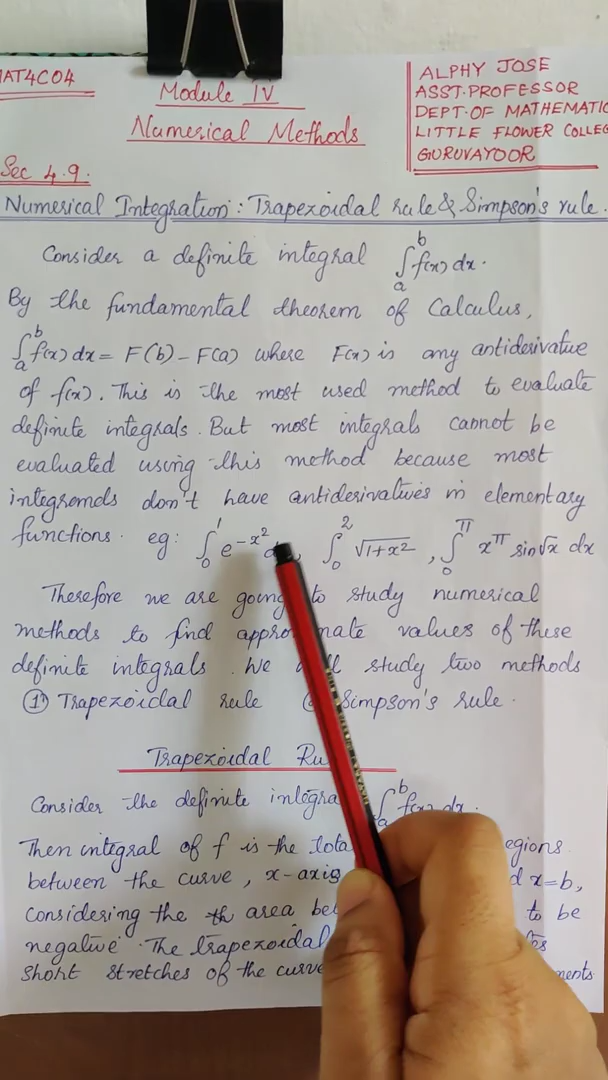 MAT4C04
Module IV
Numerical Methods
ALPHY JOSE
ASST. PROFESSOR
DEPT. OF MATHEMATIC
LITTLE FLOWER COLLEG
GURUVAYOOR
Sec 4.9.
Numerical Integration: Trapezoidal rule & Simpson's rule.
Consider a definite integral ∫_a^b f(x) dx.
By the fundamental theorem of Calculus,
∫_a^b f(x) dx = F(b) - F(a) where F(x) is any antiderivative
of f(x). This is the most used method to evaluate
definite integrals. But most integrals cannot be
evaluated using this method because most
integrands don't have antiderivatives in elementary
functions. eg: ∫_0^1 e^{-x^2} d, ∫_0^2 √(1+x^2), ∫_0^π x^π sin√x dx
Therefore we are going to study numerical
methods to find approximate values of these
definite integrals. We study two methods
① Trapezoidal rule Simpson's rule.
Trapezoidal Ru
Consider the definite integra ∫_a^b f(x) dx.
Then integral of f is the tota egions
between the curve, x-axis d x=b,
considering the th area be to be
negative. The trapezoidal
short stretches of the curve ments